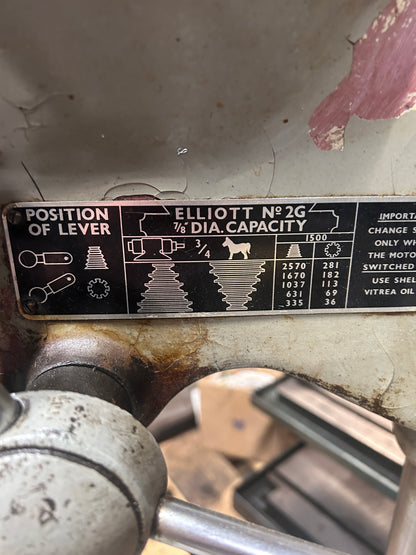 POSITION
OF LEVER
ELLIOTT Nº 2G
7/8" DIA. CAPACITY
3/4
1500
2570 281
1670 182
1037 113
631 69
335 36
IMPORTA
CHANGE S
ONLY WH
THE MOTO
SWITCHED
USE SHEL
VITREA OIL